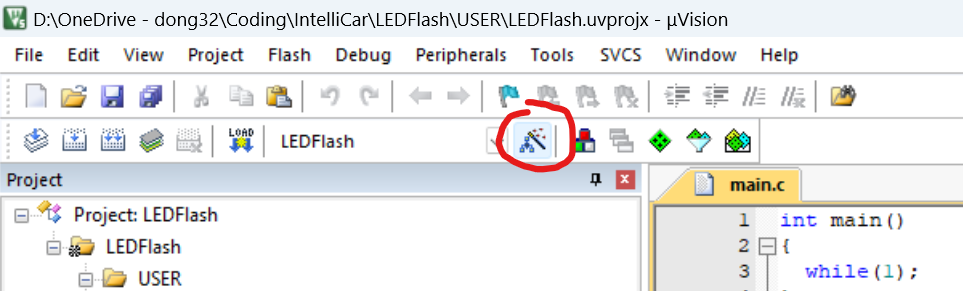 D:\OneDrive - dong32\Coding\IntelliCar\LEDFlash\USER\LEDFlash.uvprojx - µVision
File Edit View Project Flash Debug Peripherals Tools SVCS Window Help
LOAD LEDFlash
Project
main.c
Project: LEDFlash
LEDFlash
USER
1 int main()
2 {
3 while(1);